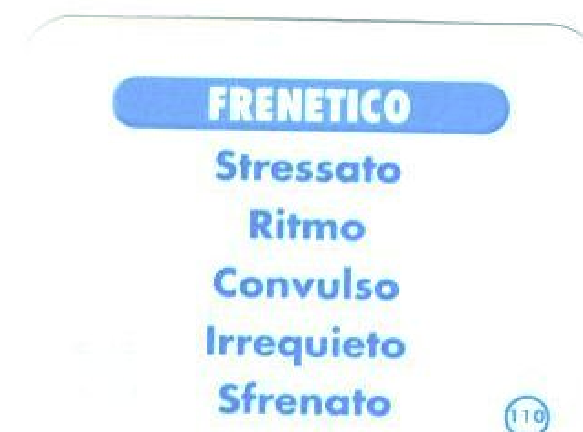 FRENETICO
Stressato
Ritmo
Convulso
Irrequieto
Sfrenato
110